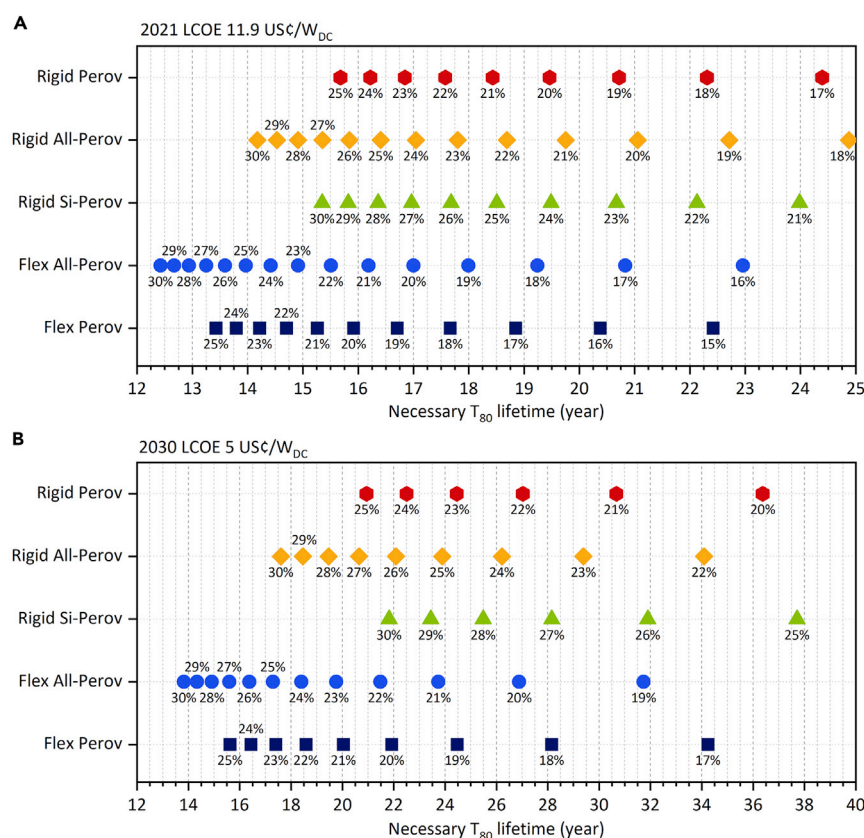 A
2021 LCOE 11.9 US¢/W_DC
Rigid Perov
25% 24% 23% 22% 21% 20% 19% 18% 17%
29% 27%
Rigid All-Perov
30% 28% 26% 25% 24% 23% 22% 21% 20% 19% 18%
Rigid Si-Perov
30% 29% 28% 27% 26% 25% 24% 23% 22% 21%
29% 27% 25% 23%
Flex All-Perov
30% 28% 26% 24% 22% 21% 20% 19% 18% 17% 16%
24% 22%
Flex Perov
25% 23% 21% 20% 19% 18% 17% 16% 15%
12 13 14 15 16 17 18 19 20 21 22 23 24 25
Necessary T_80 lifetime (year)
B
2030 LCOE 5 US¢/W_DC
Rigid Perov
25% 24% 23% 22% 21% 20%
29%
Rigid All-Perov
30% 28% 27% 26% 25% 24% 23% 22%
Rigid Si-Perov
30% 29% 28% 27% 26% 25%
29% 27% 25%
Flex All-Perov
30% 28% 26% 24% 23% 22% 21% 20% 19%
24%
Flex Perov
25% 23% 22% 21% 20% 19% 18% 17%
12 14 16 18 20 22 24 26 28 30 32 34 36 38 40
Necessary T_80 lifetime (year)